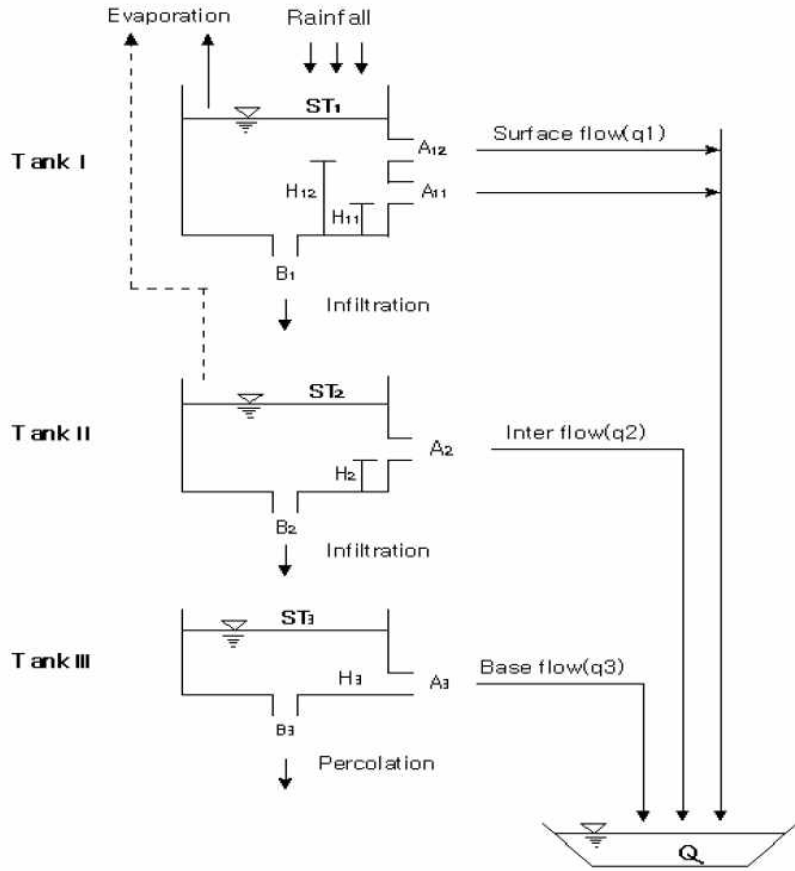 Evaporation Rainfall
ST₁
Surface flow(q1)
A₁₂
Tank I
H₁₂
A₁₁
H₁₁
B₁
Infiltration
ST₂
Tank II
Inter flow(q2)
A₂
H₂
B₂
Infiltration
ST₃
Tank III
Base flow(q3)
H₃
A₃
B₃
Percolation
Q